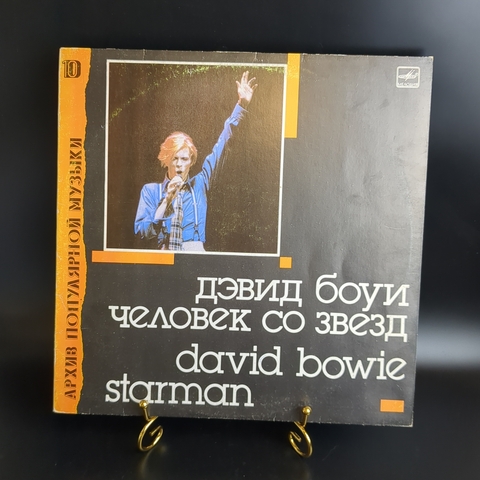 10
АРХИВ ПОПУЛЯРНОЙ МУЗЫКИ
дэвид боуи
человек со звезд
david bowie
starman